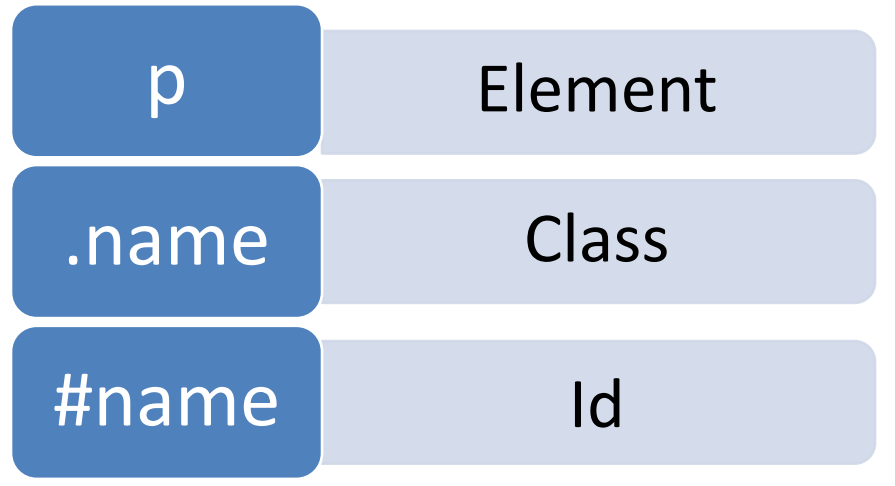 p Element
.name Class
#name Id